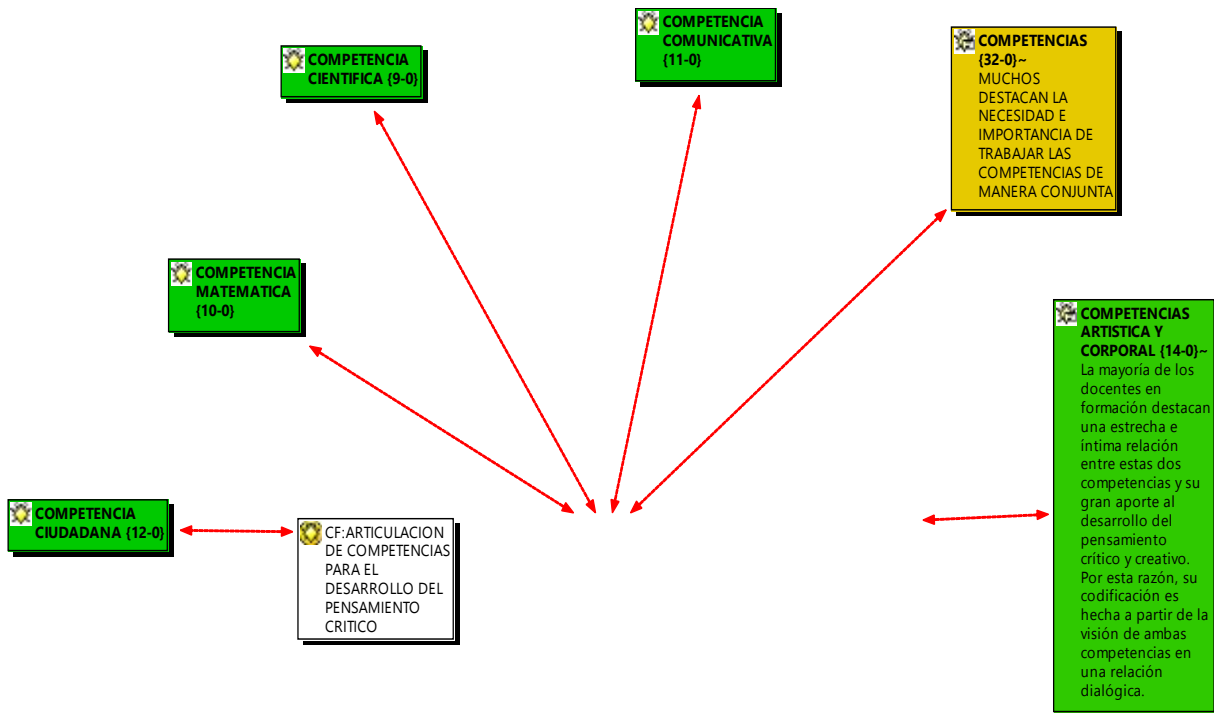 COMPETENCIA
COMUNICATIVA
{11-0}
COMPETENCIA
CIENTIFICA {9-0}
COMPETENCIAS
{32-0}~
MUCHOS
DESTACAN LA
NECESIDAD E
IMPORTANCIA DE
TRABAJAR LAS
COMPETENCIAS DE
MANERA CONJUNTA
COMPETENCIA
MATEMATICA
{10-0}
COMPETENCIAS
ARTISTICA Y
CORPORAL {14-0}~
La mayoría de los
docentes en
formación destacan
una estrecha e
íntima relación
entre estas dos
competencias y su
gran aporte al
desarrollo del
pensamiento
crítico y creativo.
Por esta razón, su
codificación es
hecha a partir de la
visión de ambas
competencias en
una relación
dialógica.
COMPETENCIA
CIUDADANA {12-0}
CF:ARTICULACION
DE COMPETENCIAS
PARA EL
DESARROLLO DEL
PENSAMIENTO
CRITICO